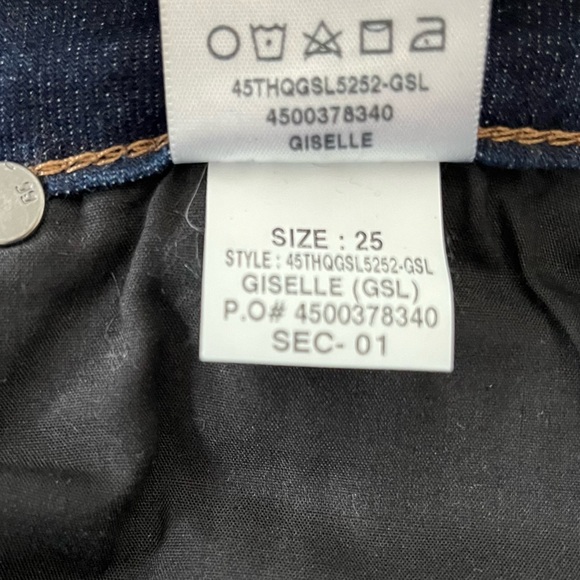 45THQGSL5252-GSL
4500378340
GISELLE
SIZE : 25
STYLE : 45THQGSL5252-GSL
GISELLE (GSL)
P.O# 4500378340
SEC- 01